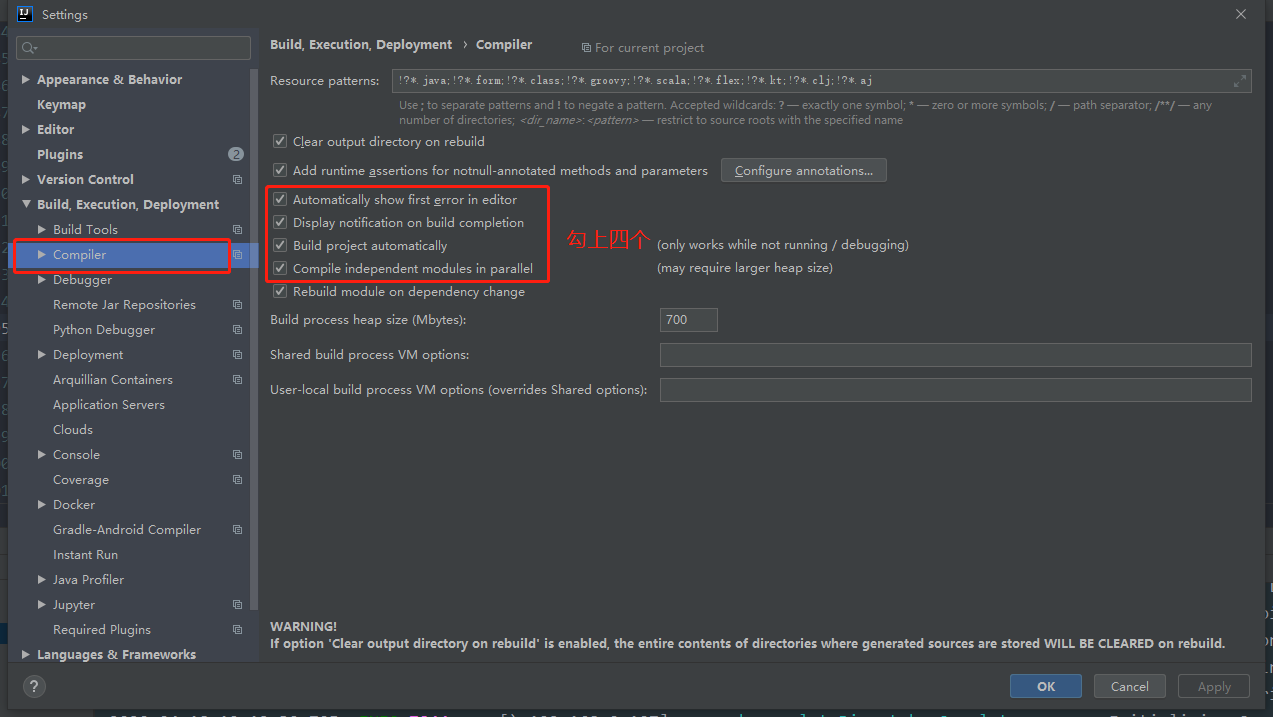 Settings
Appearance & Behavior
Keymap
Editor
Plugins 2
Version Control
Build, Execution, Deployment
Build Tools
Compiler
Debugger
Remote Jar Repositories
Python Debugger
Deployment
Arquillian Containers
Application Servers
Clouds
Console
Coverage
Docker
Gradle-Android Compiler
Instant Run
Java Profiler
Jupyter
Required Plugins
Languages & Frameworks
Build, Execution, Deployment › Compiler For current project
Resource patterns: !?*.java;!?*.form;!?*.class;!?*.groovy;!?*.scala;!?*.flex;!?*.kt;!?*.clj;!?*.aj
Use ; to separate patterns and ! to negate a pattern. Accepted wildcards: ? — exactly one symbol; * — zero or more symbols; / — path separator; /**/ — any
number of directories; <dir_name>:<pattern> — restrict to source roots with the specified name
Clear output directory on rebuild
Add runtime assertions for notnull-annotated methods and parameters Configure annotations...
Automatically show first error in editor
Display notification on build completion
勾上四个
Build project automatically (only works while not running / debugging)
Compile independent modules in parallel (may require larger heap size)
Rebuild module on dependency change
Build process heap size (Mbytes): 700
Shared build process VM options:
User-local build process VM options (overrides Shared options):
WARNING!
If option 'Clear output directory on rebuild' is enabled, the entire contents of directories where generated sources are stored WILL BE CLEARED on rebuild.
? OK Cancel Apply